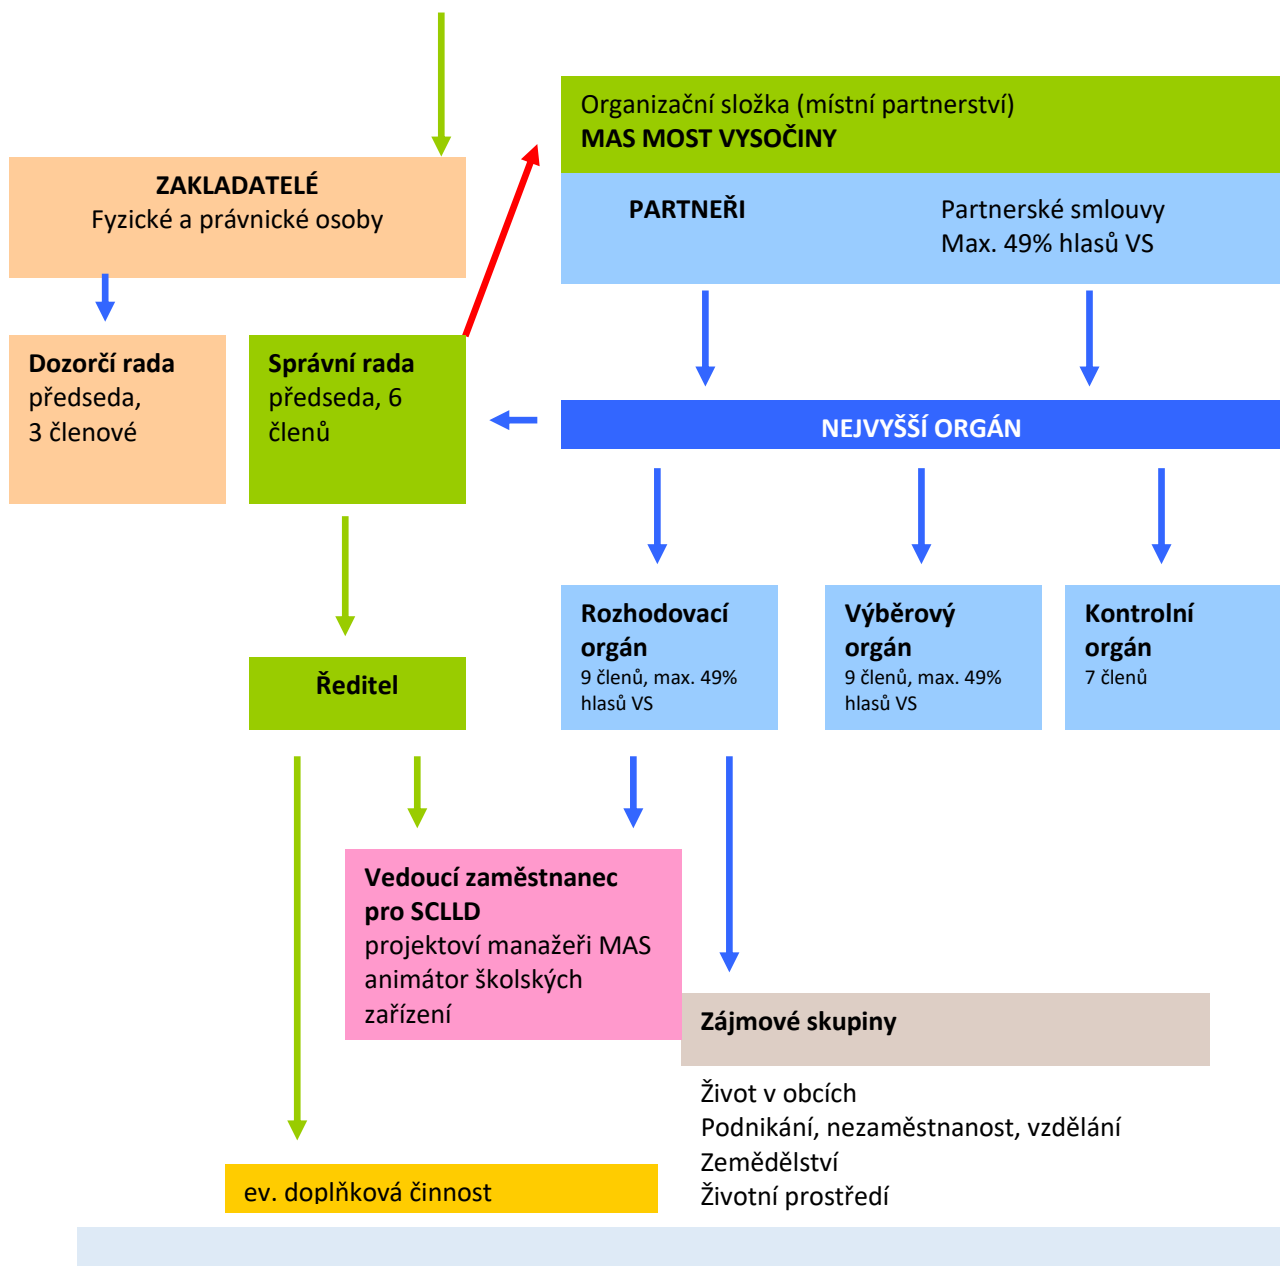 Organizační složka (místní partnerství)
MAS MOST VYSOČINY
ZAKLADATELÉ
Fyzické a právnické osoby
PARTNEŘI
Partnerské smlouvy
Max. 49% hlasů VS
Dozorčí rada
předseda,
3 členové
Správní rada
předseda, 6
členů
NEJVYŠŠÍ ORGÁN
Rozhodovací
orgán
9 členů, max. 49%
hlasů VS
Výběrový
orgán
9 členů, max. 49%
hlasů VS
Kontrolní
orgán
7 členů
Ředitel
Vedoucí zaměstnanec
pro SCLLD
projektoví manažeři MAS
animátor školských
zařízení
Zájmové skupiny
Život v obcích
Podnikání, nezaměstnanost, vzdělání
Zemědělství
Životní prostředí
ev. doplňková činnost